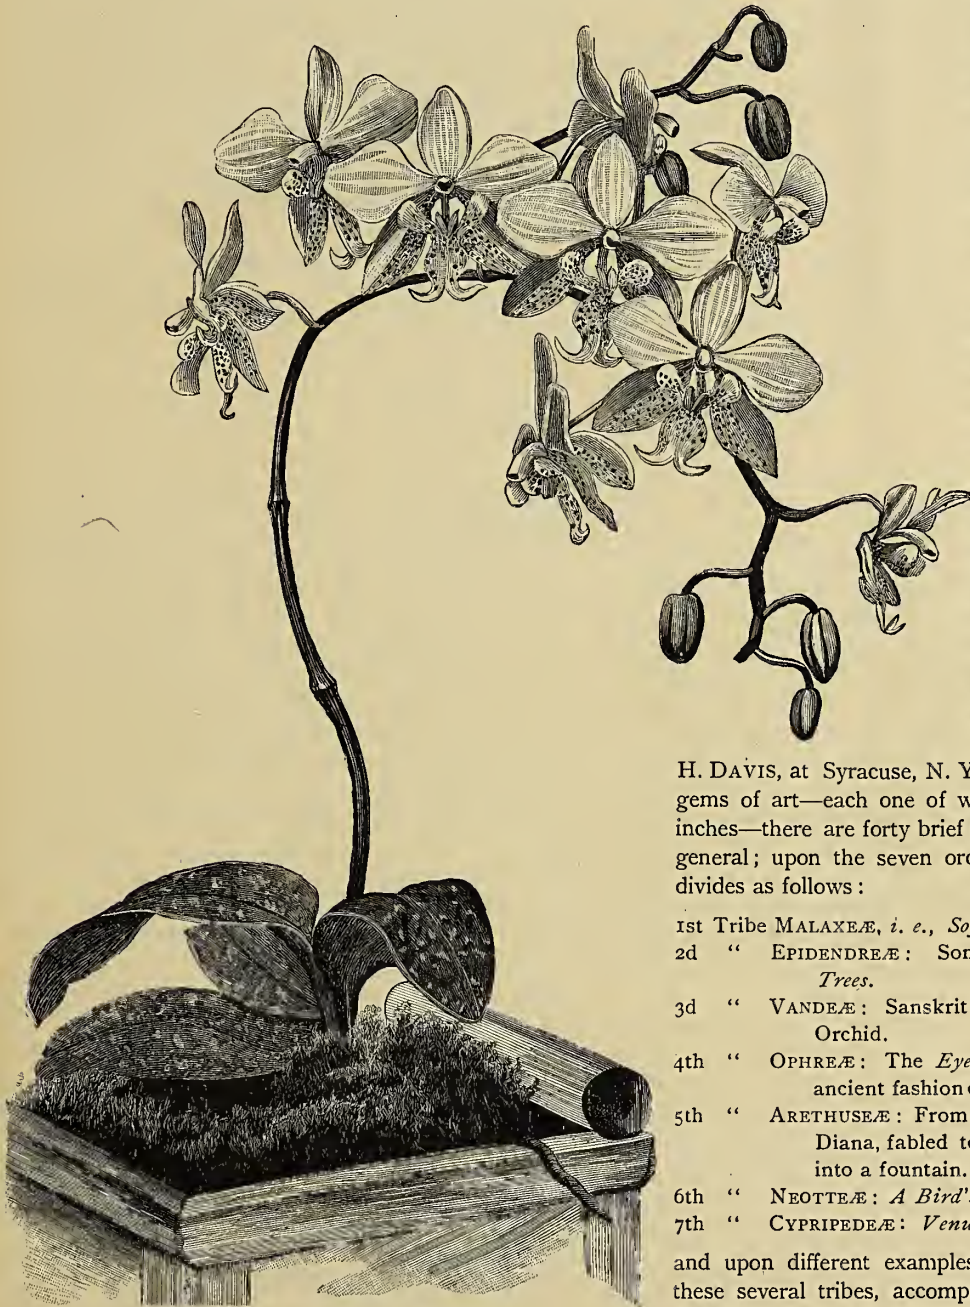 H. DAVIS, at Syracuse, N. Y
gems of art—each one of w
inches—there are forty brief
general; upon the seven ord
divides as follows:
1st Tribe MALAXEÆ, i. e., So
2d “ EPIDENDREÆ: Som
Trees.
3d “ VANDEÆ: Sanskrit
Orchid.
4th “ OPHREÆ: The Eye
ancient fashion
5th “ ARETHUSEÆ: From
Diana, fabled to
into a fountain.
6th “ NEOTTEÆ: A Bird'
7th “ CYPRIPEDEÆ: Venu
and upon different examples
these several tribes, accomp